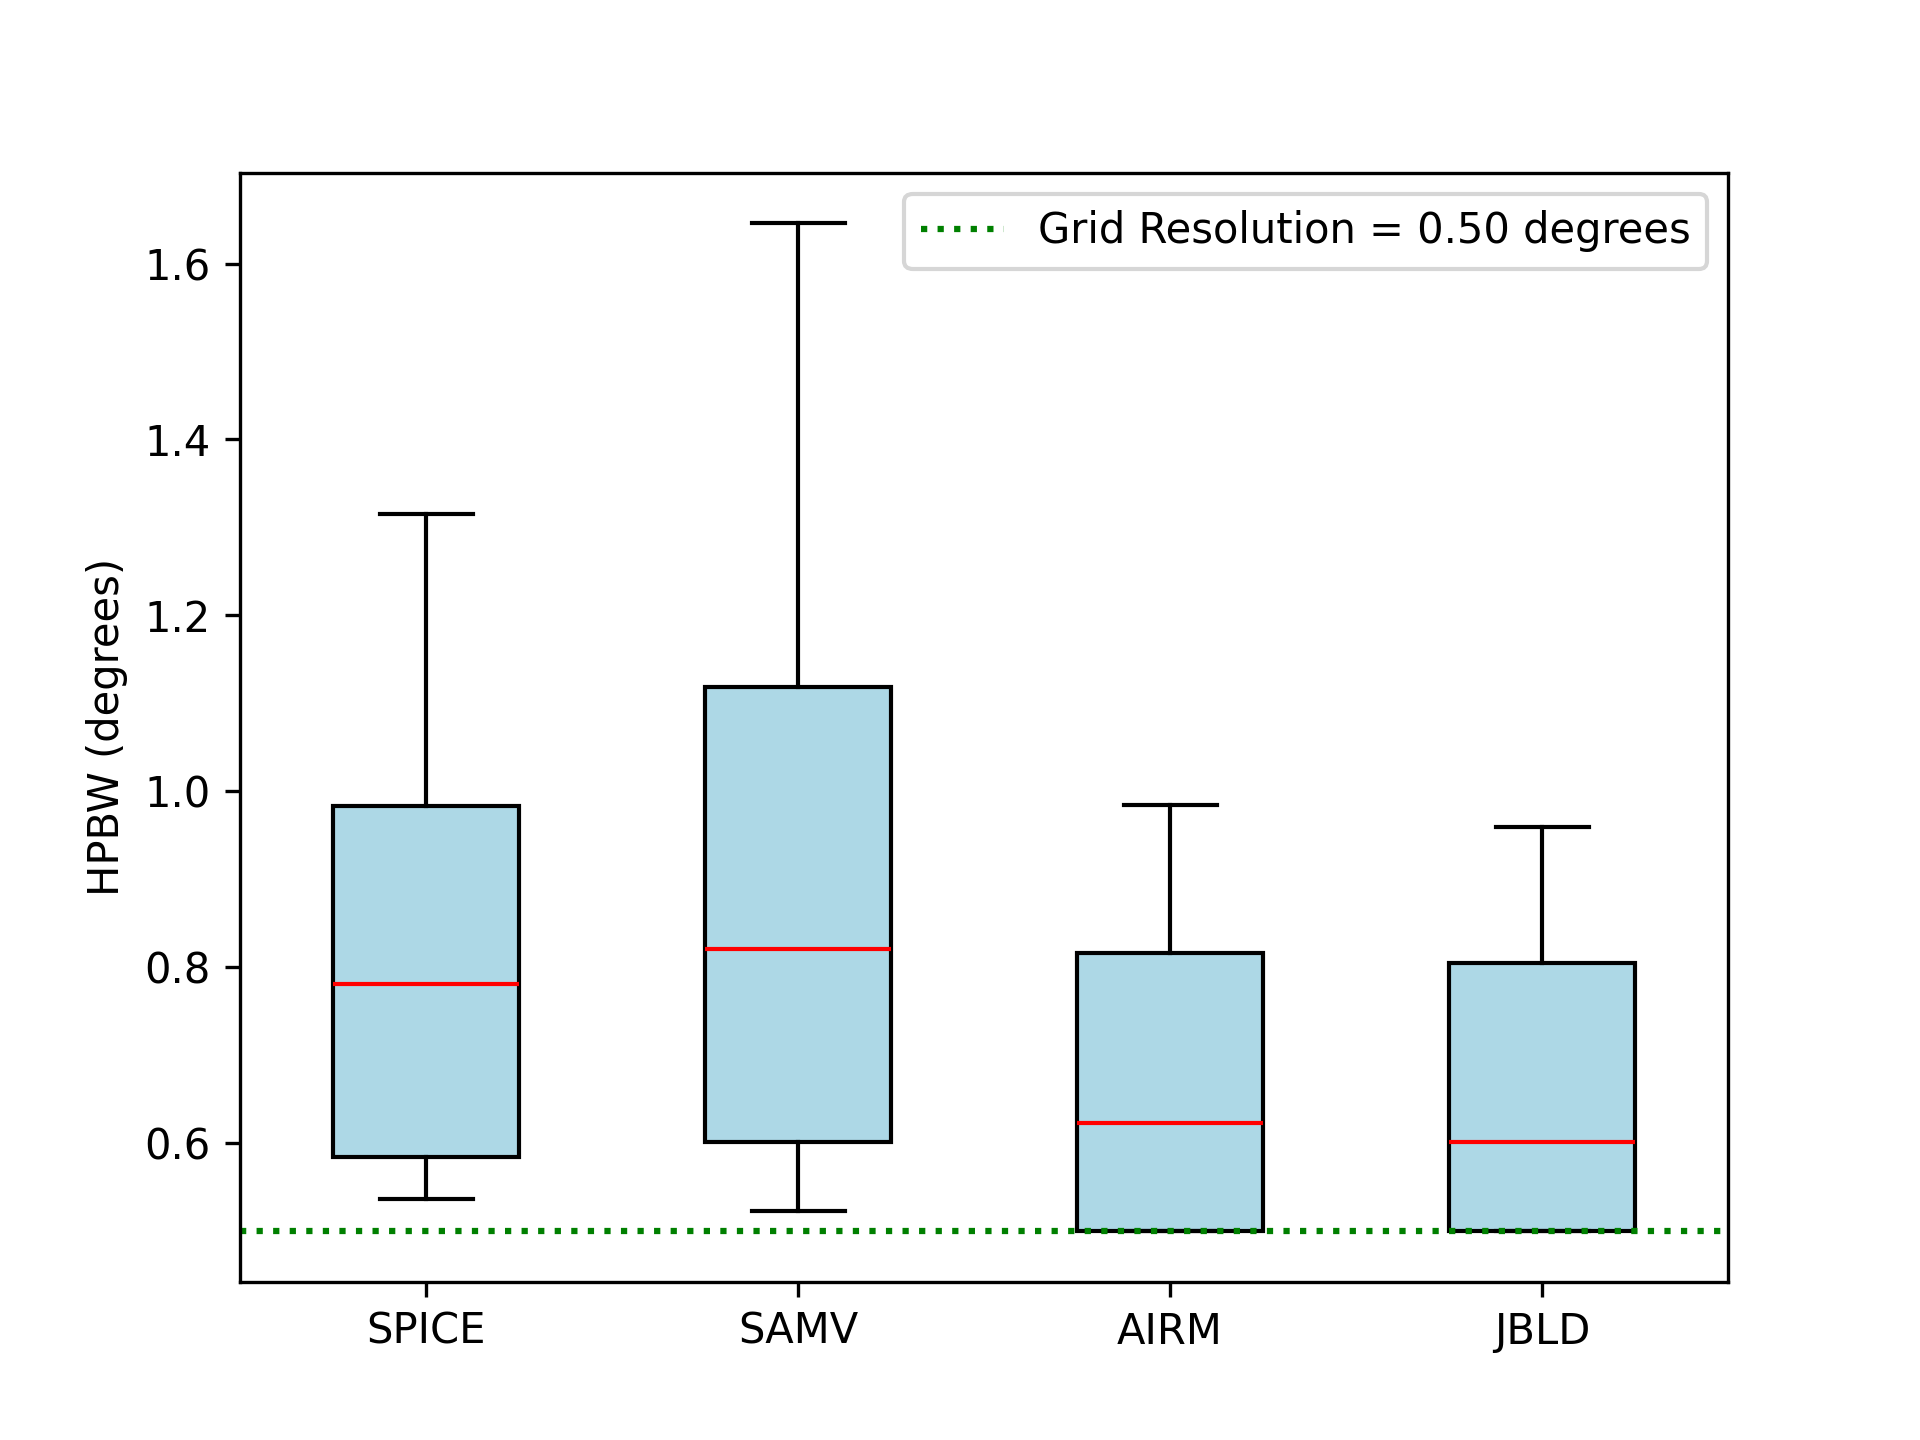 Grid Resolution = 0.50 degrees
1.6
1.4
1.2
1.0
0.8
0.6
HPBW (degrees)
SPICE SAMV AIRM JBLD